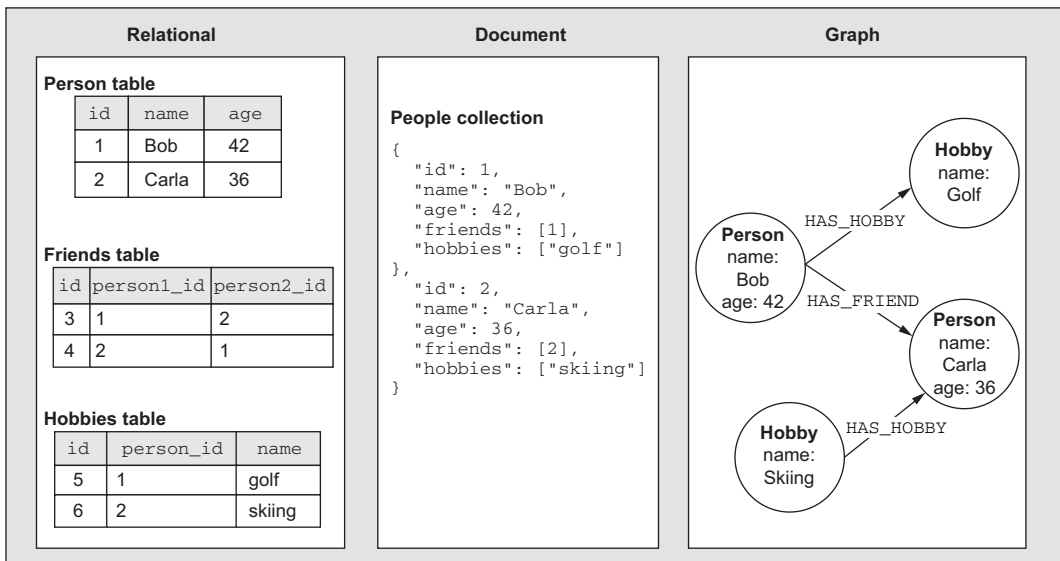 Relational
Person table
id name age
1 Bob 42
2 Carla 36
Friends table
id person1_id person2_id
3 1 2
4 2 1
Hobbies table
id person_id name
5 1 golf
6 2 skiing
Document
People collection
{
"id": 1,
"name": "Bob",
"age": 42,
"friends": [1],
"hobbies": ["golf"]
},
"id": 2,
"name": "Carla",
"age": 36,
"friends": [2],
"hobbies": ["skiing"]
}
Graph
Hobby
name:
Golf
HAS_HOBBY
Person
name:
Bob
age: 42
HAS_FRIEND
Person
name:
Carla
age: 36
HAS_HOBBY
Hobby
name:
Skiing